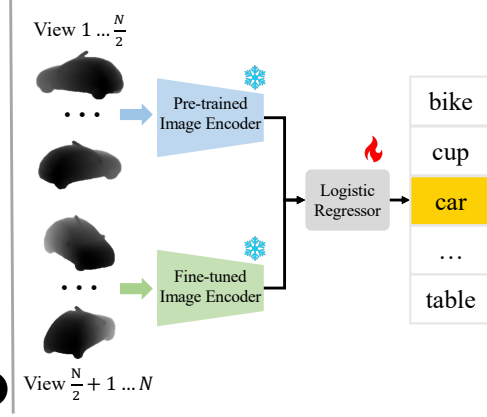 View 1 … N/2
Pre-trained
Image Encoder
Fine-tuned
Image Encoder
View N/2 + 1 … N
Logistic
Regressor
bike
cup
car
…
table